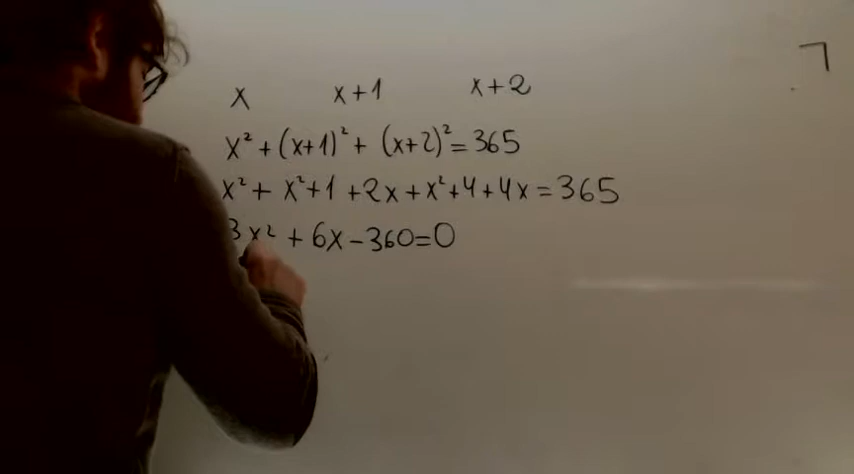 x x+1 x+2
x² + (x+1)² + (x+2)² = 365
x² + x² + 1 + 2x + x² + 4 + 4x = 365
3x² + 6x - 360 = 0